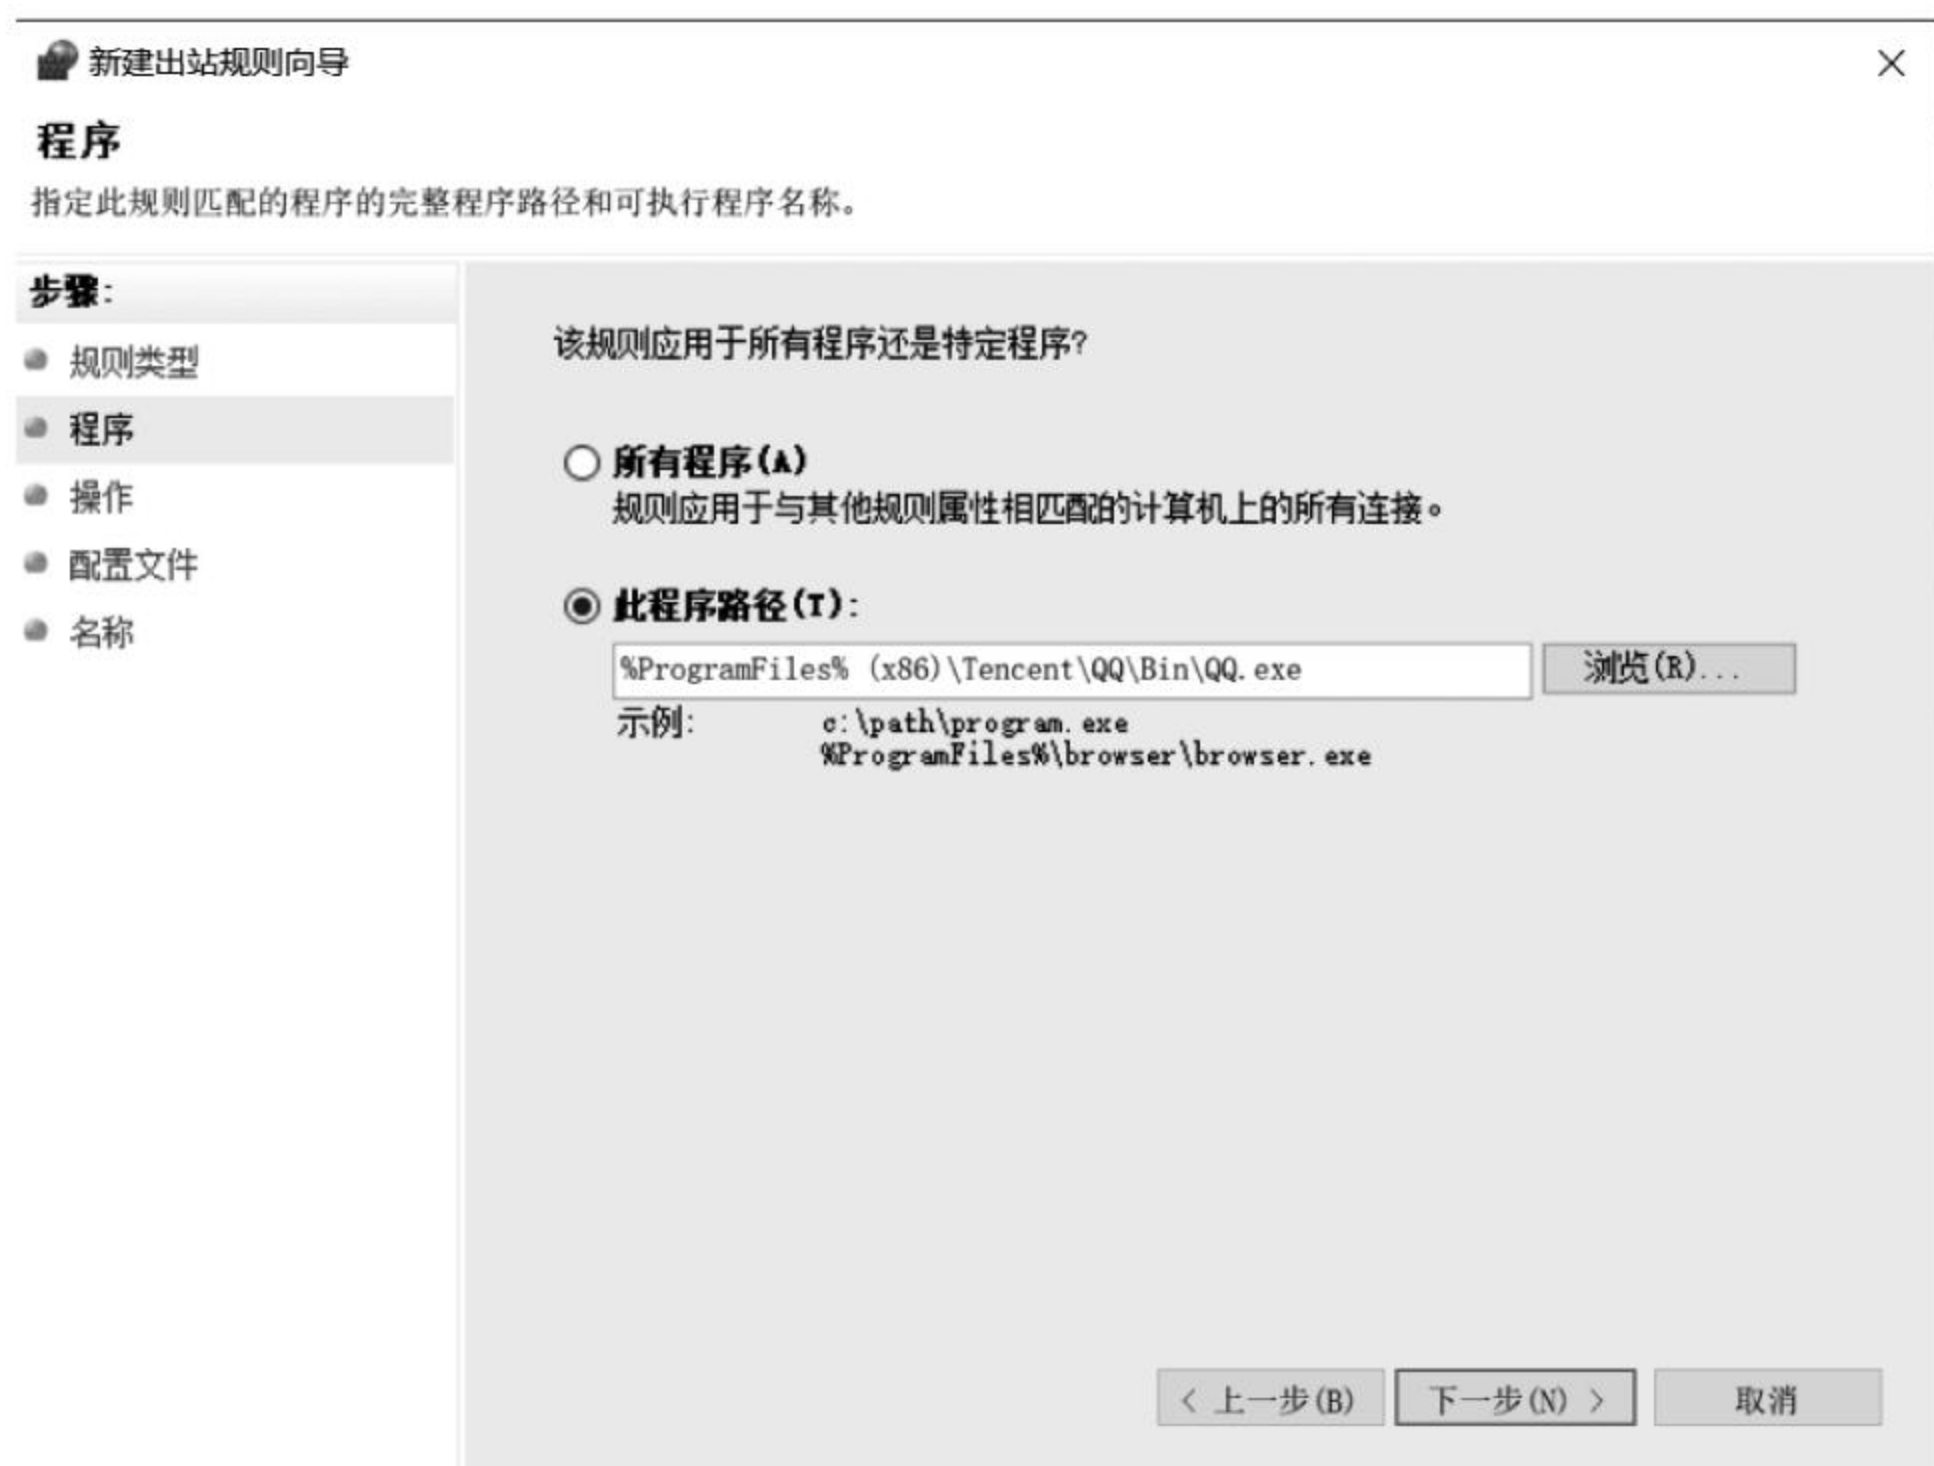 新建出站规则向导
程序
指定此规则匹配的程序的完整程序路径和可执行程序名称。
步骤:
规则类型
程序
操作
配置文件
名称
该规则应用于所有程序还是特定程序?
所有程序(A)
规则应用于与其他规则属性相匹配的计算机上的所有连接。
此程序路径(T):
%ProgramFiles% (x86)\Tencent\QQ\Bin\QQ.exe
浏览(R)...
示例: c:\path\program.exe
%ProgramFiles%\browser\browser.exe
< 上一步(B) 下一步(N) > 取消